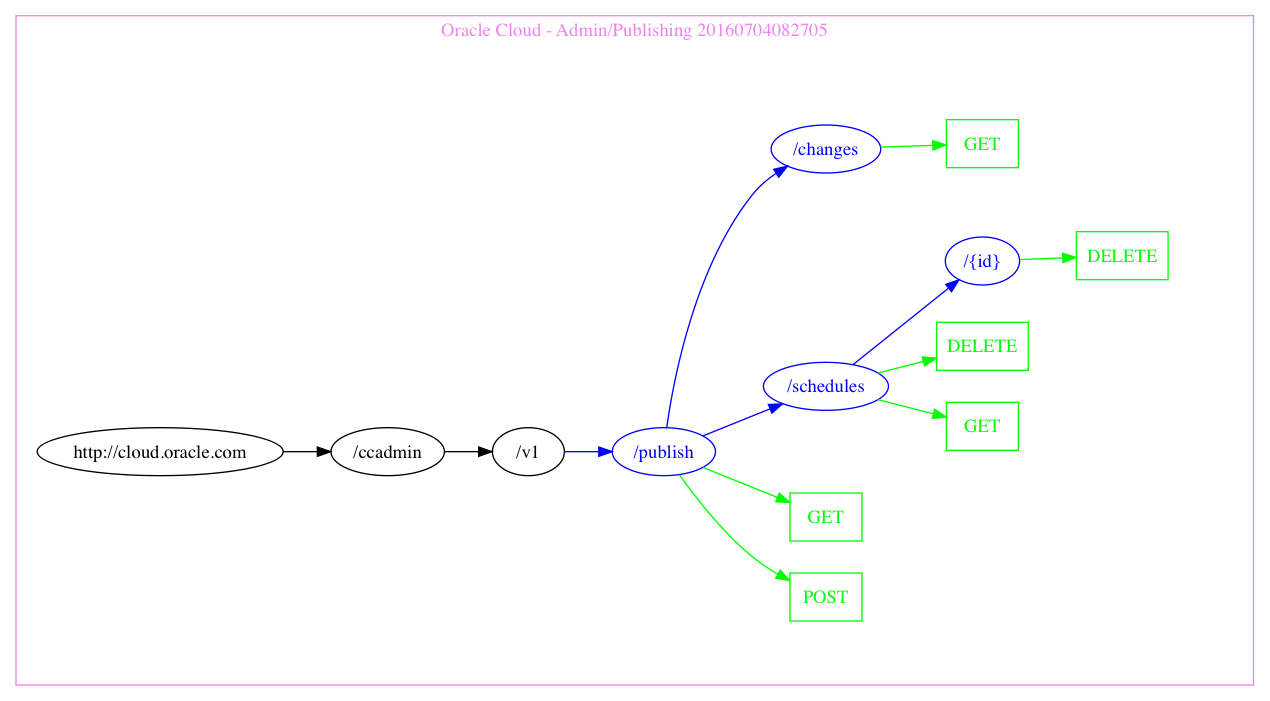 Oracle Cloud - Admin/Publishing 20160704082705
/changes
GET
/{id}
DELETE
DELETE
/schedules
GET
http://cloud.oracle.com
/ccadmin
/v1
/publish
GET
POST